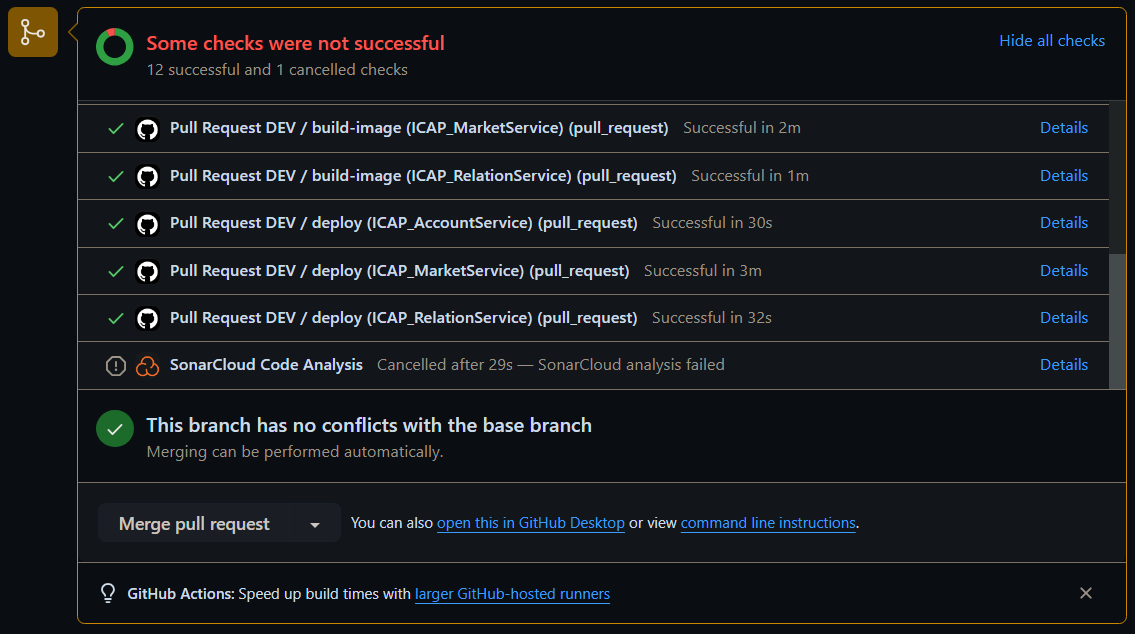 Some checks were not successful
Hide all checks
12 successful and 1 cancelled checks
Pull Request DEV / build-image (ICAP_MarketService) (pull_request) Successful in 2m Details
Pull Request DEV / build-image (ICAP_RelationService) (pull_request) Successful in 1m Details
Pull Request DEV / deploy (ICAP_AccountService) (pull_request) Successful in 30s Details
Pull Request DEV / deploy (ICAP_MarketService) (pull_request) Successful in 3m Details
Pull Request DEV / deploy (ICAP_RelationService) (pull_request) Successful in 32s Details
SonarCloud Code Analysis Cancelled after 29s — SonarCloud analysis failed Details
This branch has no conflicts with the base branch
Merging can be performed automatically.
Merge pull request You can also open this in GitHub Desktop or view command line instructions.
GitHub Actions: Speed up build times with larger GitHub-hosted runners